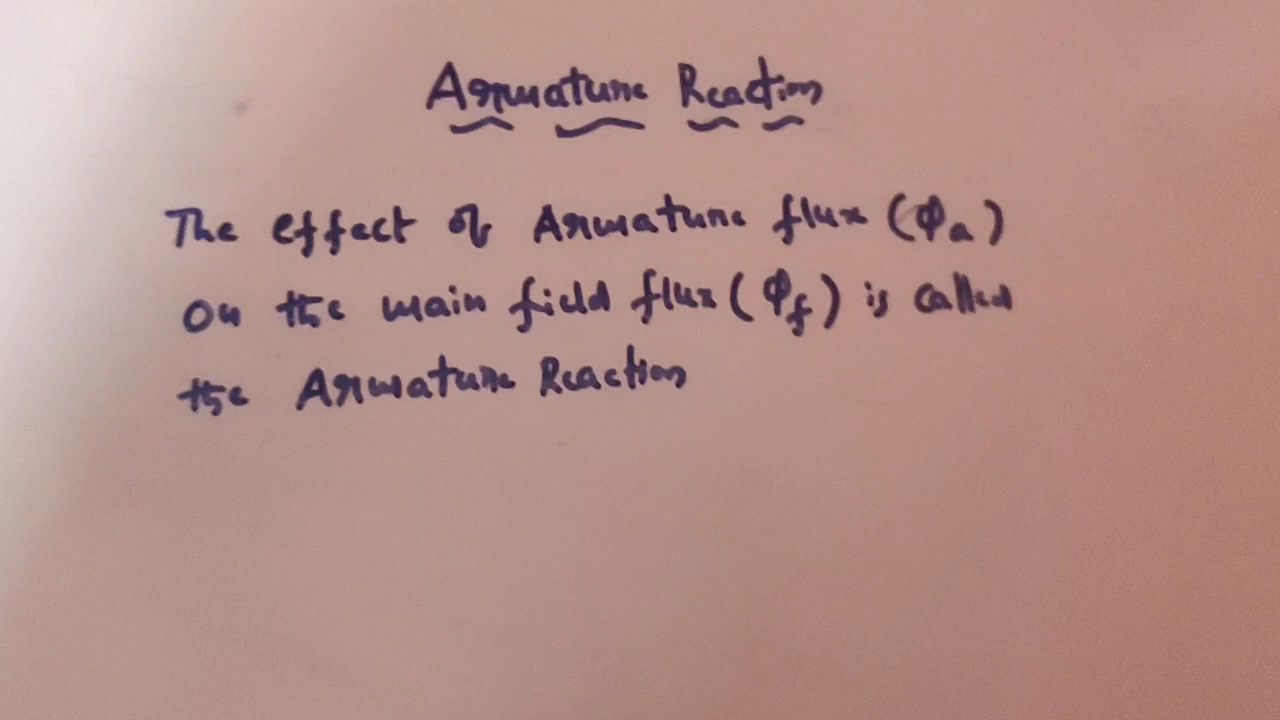 Armature Reaction
The effect of Armature flux (Φa)
on the main field flux (Φf) is called
the Armature Reaction